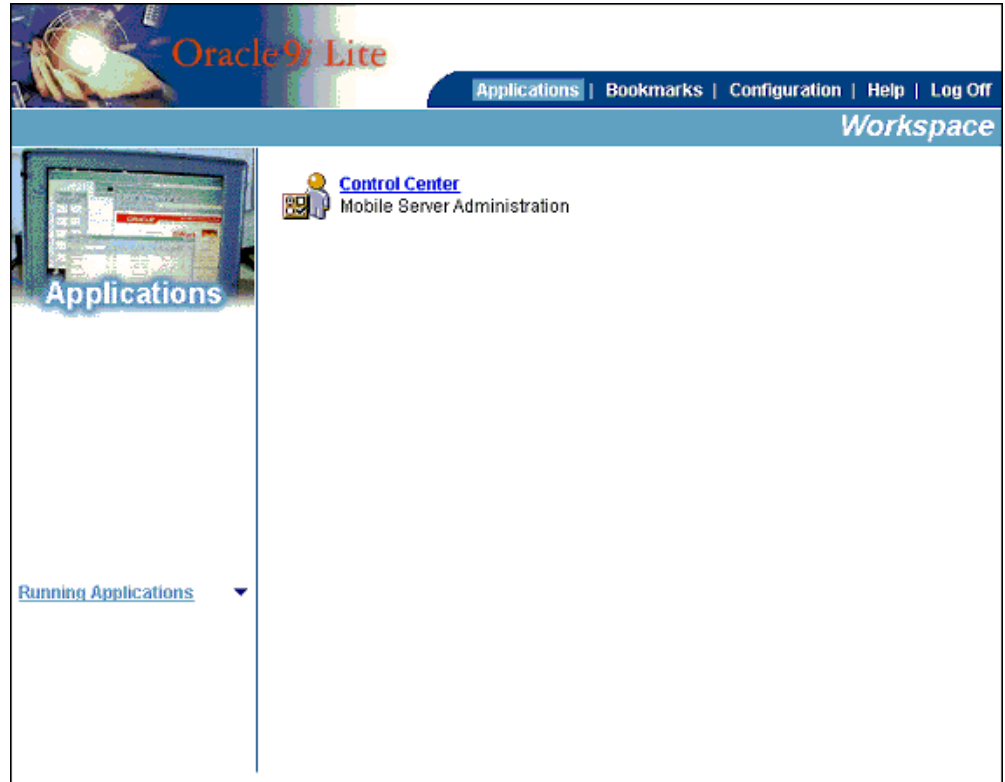 Oracle9i Lite
Applications | Bookmarks | Configuration | Help | Log Off
Workspace
Control Center
Mobile Server Administration
Applications
Running Applications